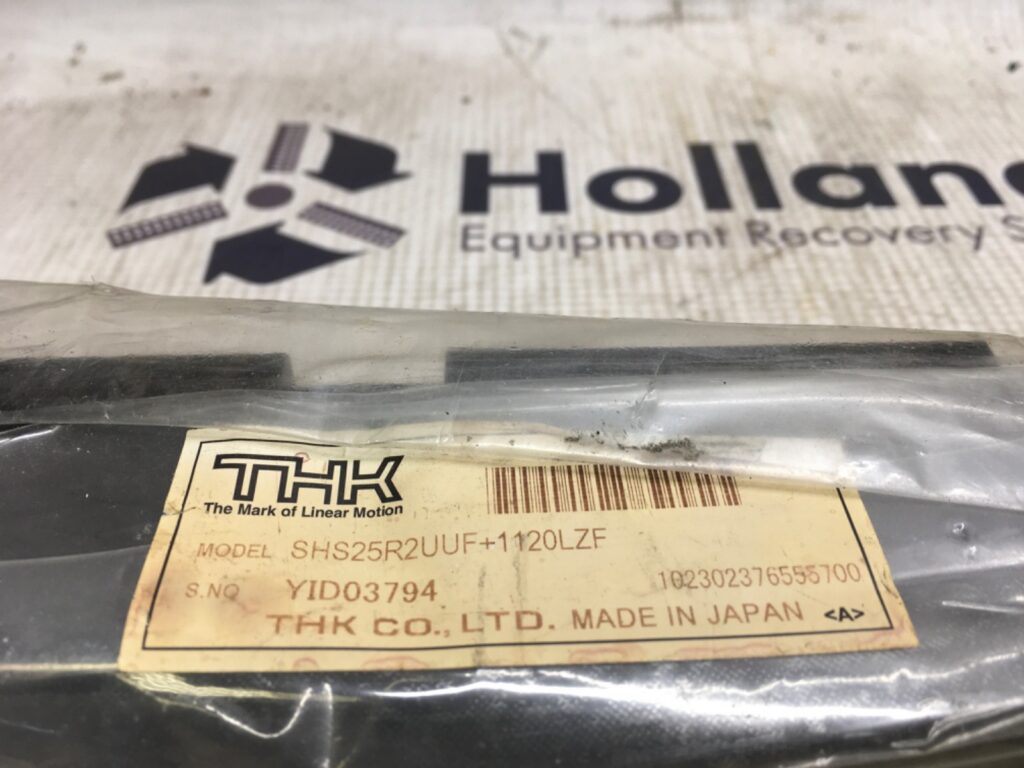 Holland
Equipment Recovery
THK
The Mark of Linear Motion
MODEL SHS25R2UUF+1120LZF
S.NO YID03794
102302376555700
THK CO., LTD. MADE IN JAPAN <A>